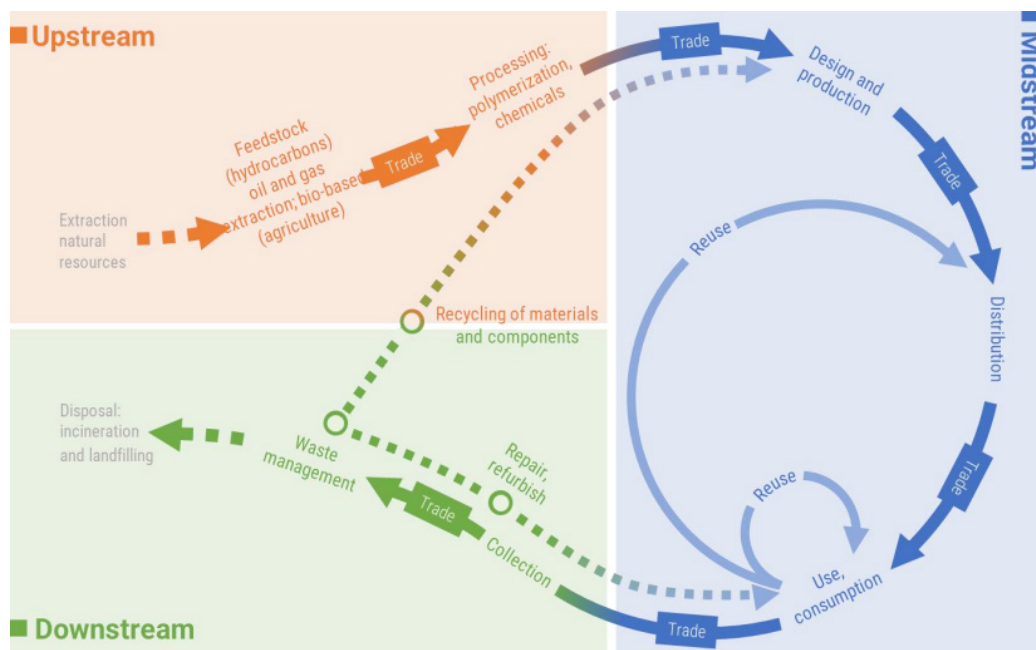 Upstream
Midstream
Trade
Design and
production
Processing:
polymerization,
chemicals
Feedstock
(hydrocarbons)
oil and gas
extraction; bio-based
(agriculture)
Trade
Trade
Extraction
natural
resources
Reuse
Recycling of materials
and components
Distribution
Disposal:
incineration
and landfilling
Waste
management
Repair,
refurbish
Trade
Reuse
Trade
Collection
Use,
consumption
Trade
Downstream